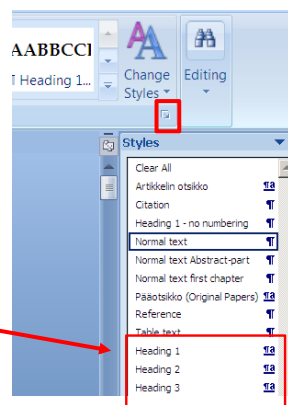 AABBCCI
¶ Heading 1...
Change
Styles
Editing
Styles
Clear All
Artikkelin otsikko ¶a
Citation ¶
Heading 1 - no numbering ¶
Normal text ¶
Normal text Abstract-part ¶
Normal text first chapter ¶
Pääotsikko (Original Papers) ¶a
Reference ¶
Table text ¶
Heading 1 ¶a
Heading 2 ¶a
Heading 3 ¶a